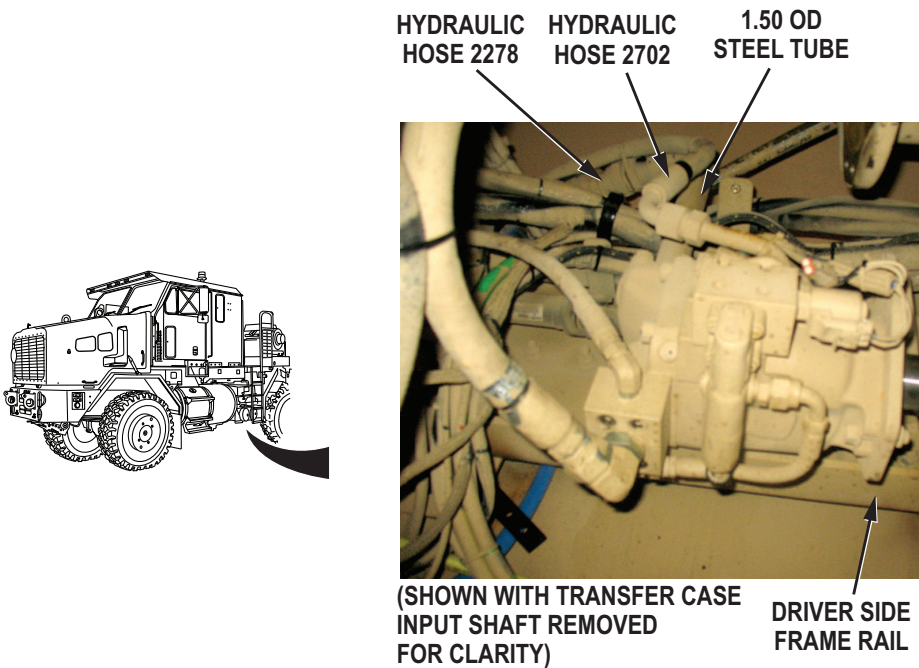 HYDRAULIC
HOSE 2278
HYDRAULIC
HOSE 2702
1.50 OD
STEEL TUBE
(SHOWN WITH TRANSFER CASE
INPUT SHAFT REMOVED
FOR CLARITY)
DRIVER SIDE
FRAME RAIL